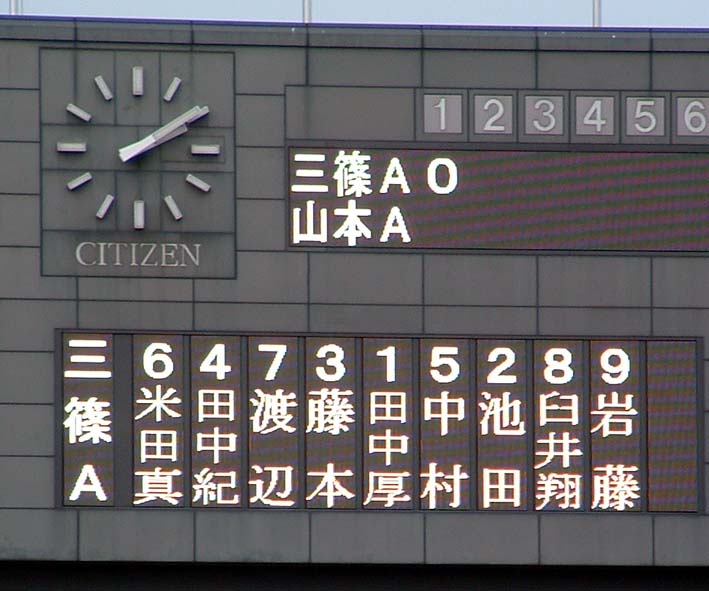 1 2 3 4 5 6
三篠A 0
山本A
CITIZEN
三篠A
6 米田真
4 田中紀
7 渡辺
3 藤本
1 田中厚
5 中村
2 池田
8 臼井翔
9 岩藤